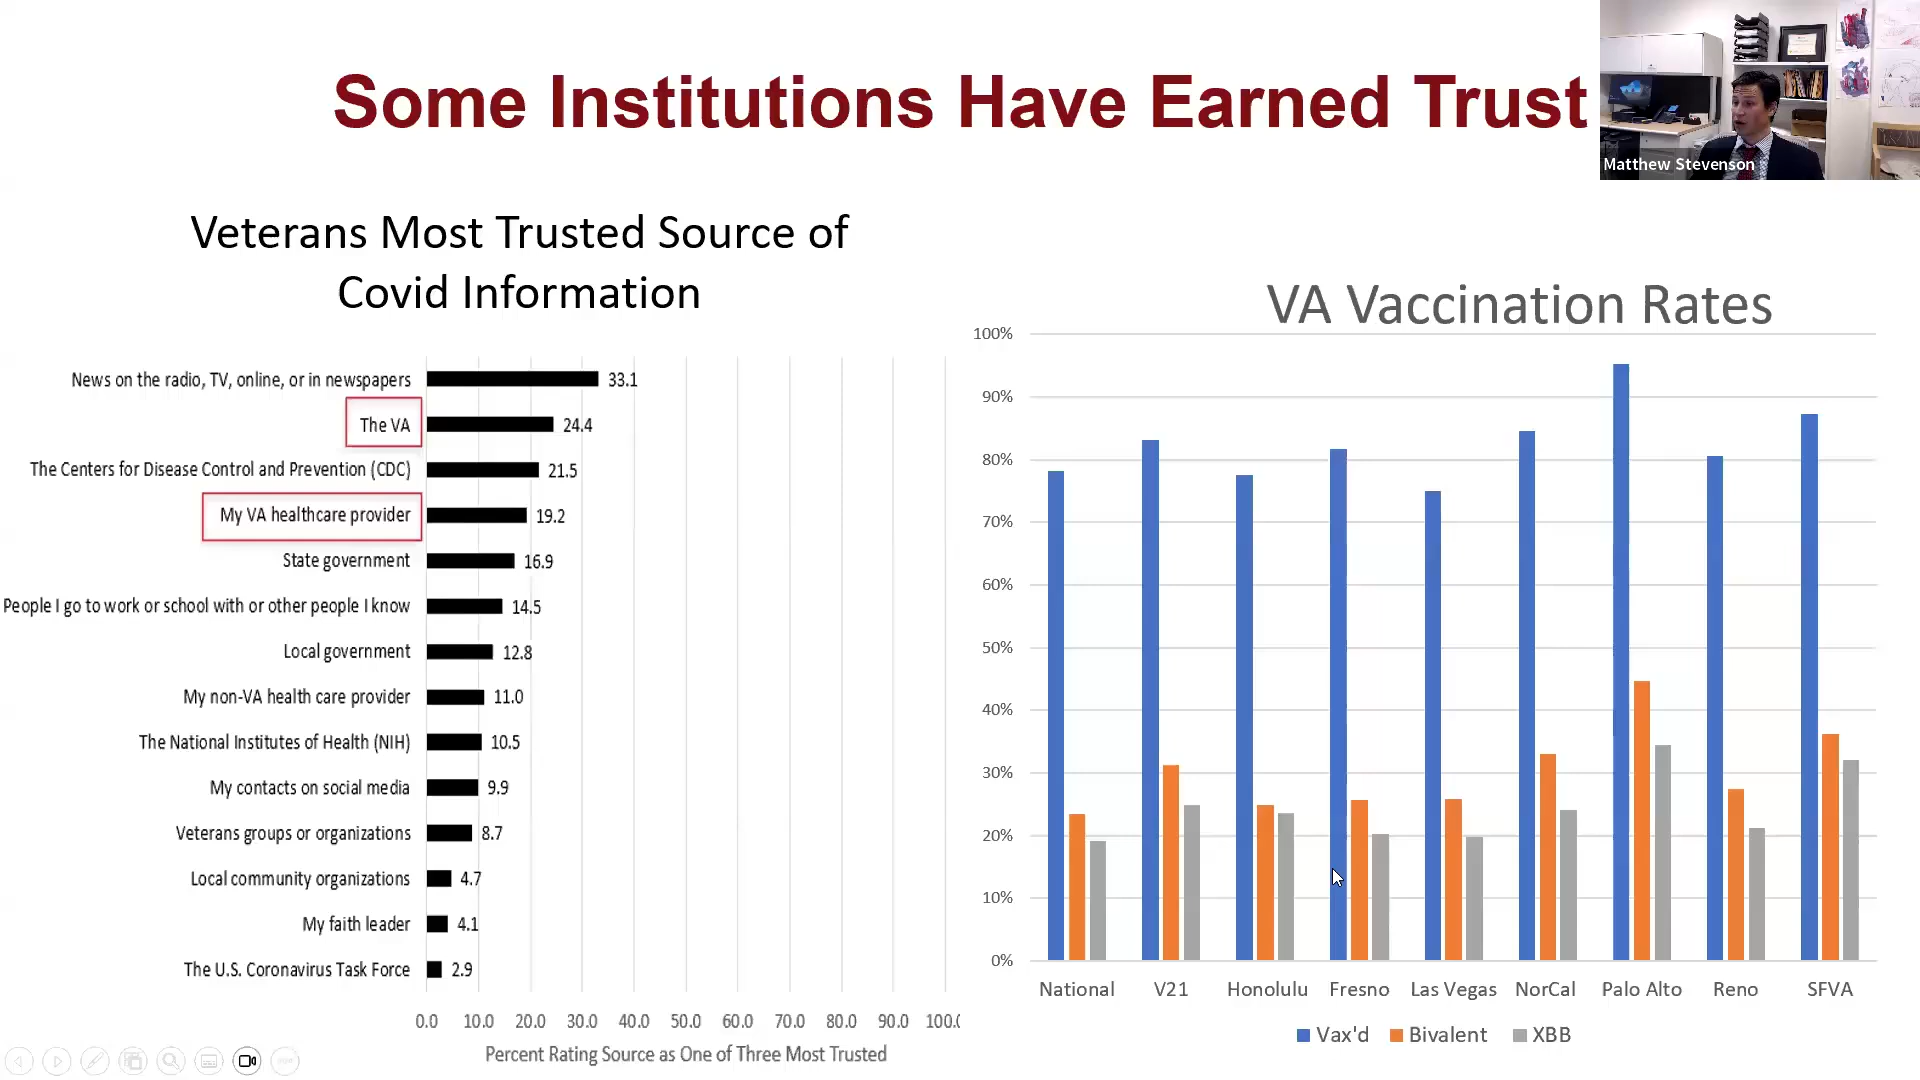 Some Institutions Have Earned Trust
Matthew Stevenson
Veterans Most Trusted Source of
Covid Information
News on the radio, TV, online, or in newspapers 33.1
The VA 24.4
The Centers for Disease Control and Prevention (CDC) 21.5
My VA healthcare provider 19.2
State government 16.9
People I go to work or school with or other people I know 14.5
Local government 12.8
My non-VA health care provider 11.0
The National Institutes of Health (NIH) 10.5
My contacts on social media 9.9
Veterans groups or organizations 8.7
Local community organizations 4.7
My faith leader 4.1
The U.S. Coronavirus Task Force 2.9
0.0 10.0 20.0 30.0 40.0 50.0 60.0 70.0 80.0 90.0 100.0
Percent Rating Source as One of Three Most Trusted
VA Vaccination Rates
100%
90%
80%
70%
60%
50%
40%
30%
20%
10%
0%
National V21 Honolulu Fresno Las Vegas NorCal Palo Alto Reno SFVA
Vax'd Bivalent XBB